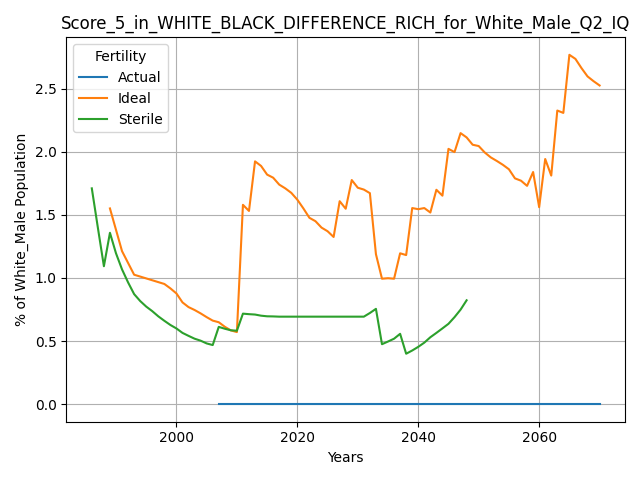 Score_5_in_WHITE_BLACK_DIFFERENCE_RICH_for_White_Male_Q2_IQ
Fertility
Actual
Ideal
Sterile
% of White_Male Population
2.5
2.0
1.5
1.0
0.5
0.0
2000 2020 2040 2060
Years